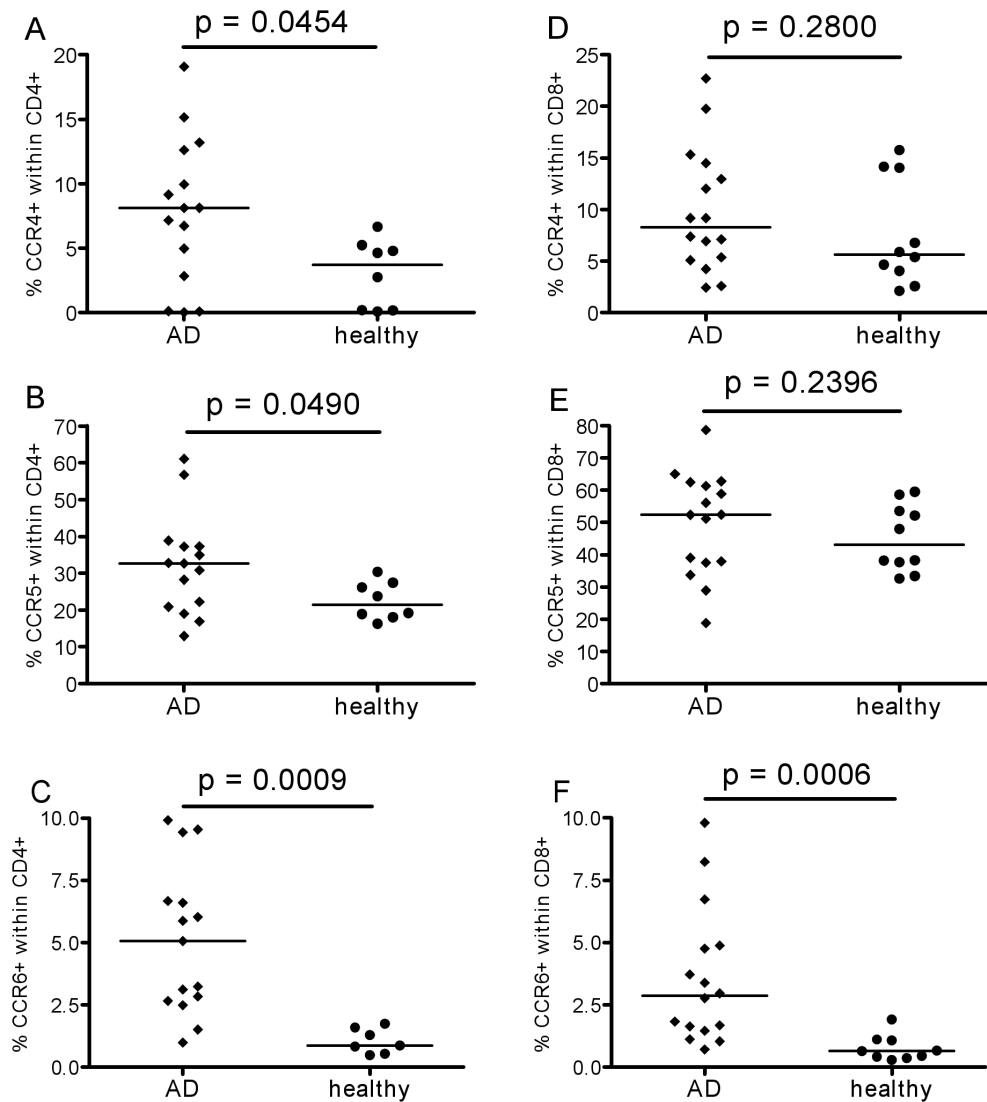 A
p = 0.0454
% CCR4+ within CD4+
20
15
10
5
0
AD
healthy
D
p = 0.2800
% CCR4+ within CD8+
25
20
15
10
5
0
AD
healthy
B
p = 0.0490
% CCR5+ within CD4+
70
60
50
40
30
20
10
0
AD
healthy
E
p = 0.2396
% CCR5+ within CD8+
80
70
60
50
40
30
20
10
0
AD
healthy
C
p = 0.0009
% CCR6+ within CD4+
10.0
7.5
5.0
2.5
0.0
AD
healthy
F
p = 0.0006
% CCR6+ within CD8+
10.0
7.5
5.0
2.5
0.0
AD
healthy